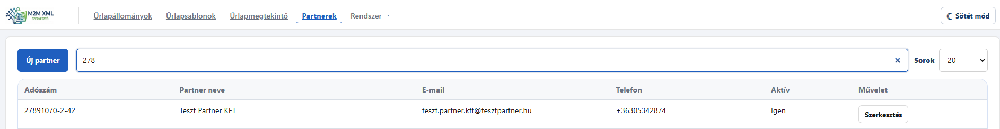 M2M XML
SZERKESZTŐ
Űrlapállományok Űrlapsablonok Űrlapmegtekintő Partnerek Rendszer Sötét mód
Új partner 278 × Sorok 20
Adószám Partner neve E-mail Telefon Aktív Művelet
27891070-2-42 Teszt Partner KFT teszt.partner.kft@tesztpartner.hu +36305342874 Igen Szerkesztés